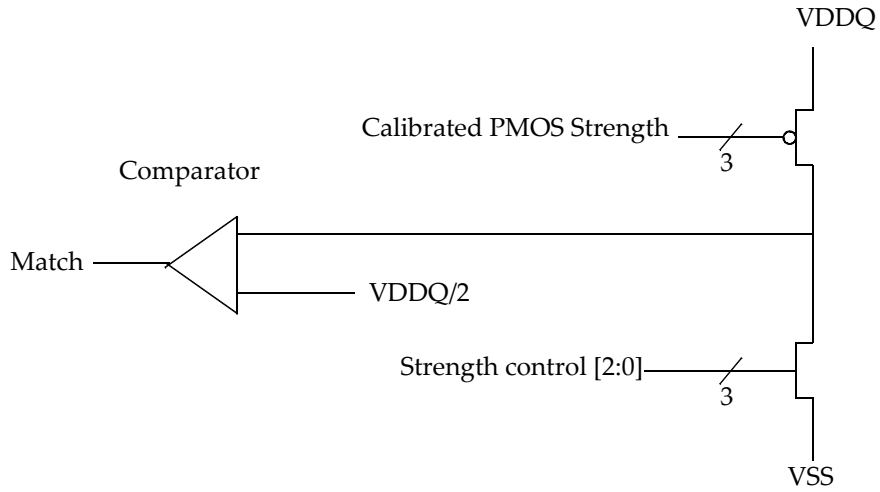 VDDQ
Calibrated PMOS Strength
3
Comparator
Match
VDDQ/2
Strength control [2:0]
3
VSS